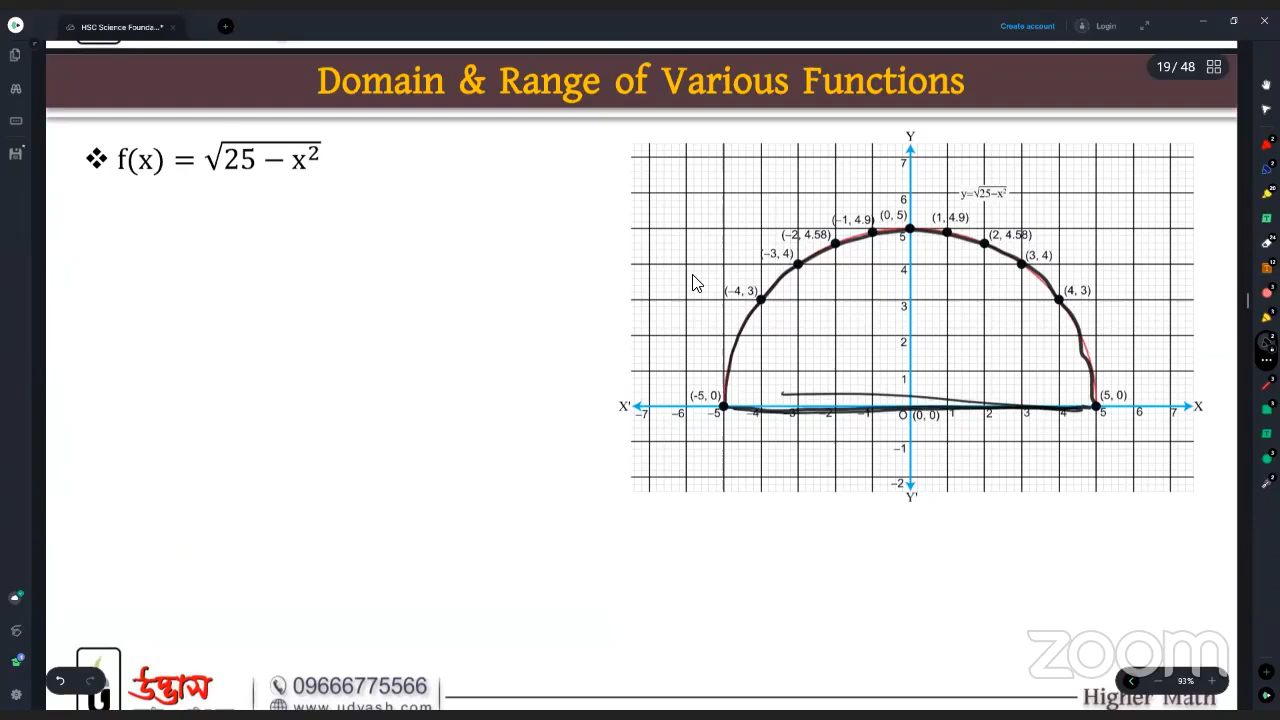 HSC Science Founda...*
Create account
Login
Domain & Range of Various Functions
19 / 48
❖ f(x) = √25 − x²
Y
7
6
y=√25−x²
(−1, 4.9) (0, 5) (1, 4.9)
(−2, 4.58) 5 (2, 4.58)
(−3, 4) (3, 4)
4
(−4, 3) (4, 3)
3
2
1
(-5, 0) (5, 0)
X' −7 −6 −5 −4 −3 −2 −1 O (0, 0) 1 2 3 4 5 6 7 X
−1
−2
Y'
zoom
উদ্ভাস
09666775566
www.udvash.com
Higher Math
93%